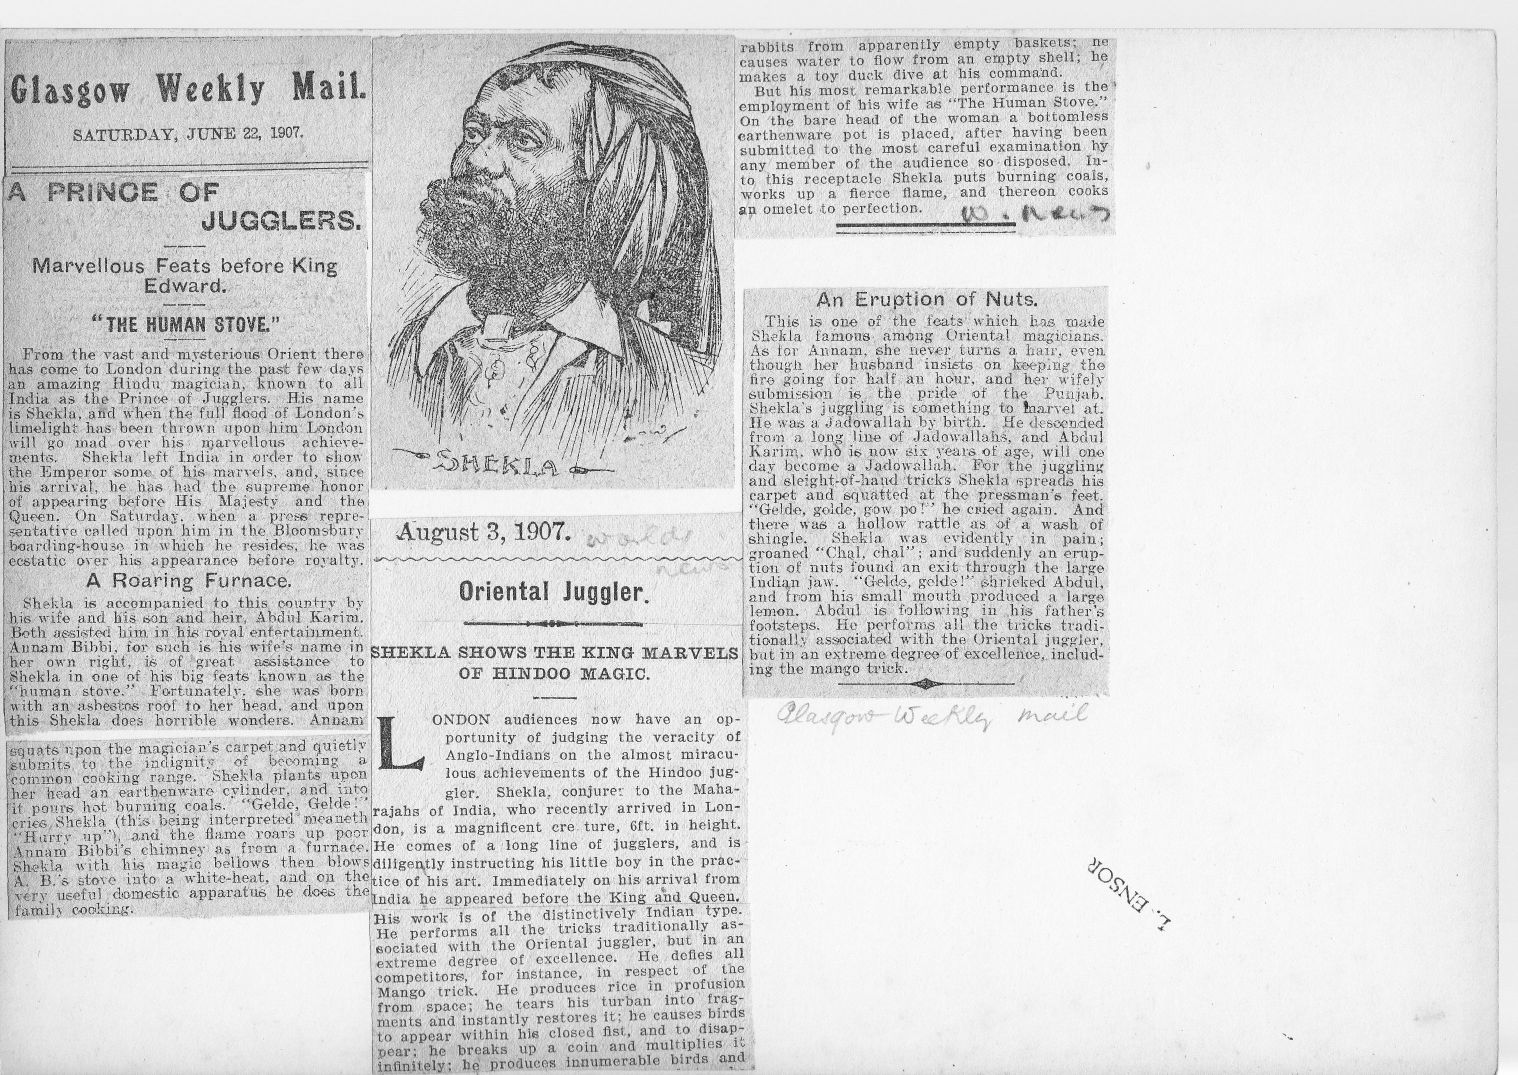 Glasgow Weekly Mail.
SATURDAY, JUNE 22, 1907.
A PRINCE OF
JUGGLERS.
Marvellous Feats before King
Edward.
"THE HUMAN STOVE."
From the vast and mysterious Orient there
has come to London during the past few days
an amazing Hindu magician, known to all
India as the Prince of Jugglers. His name
is Shekla, and when the full flood of London's
limelight has been thrown upon him London
will go mad over his marvellous achieve-
ments. Shekla left India in order to show
the Emperor some of his marvels, and, since
his arrival, he has had the supreme honor
of appearing before His Majesty and the
Queen. On Saturday, when a press repre-
sentative called upon him in the Bloomsbury
boarding-house in which he resides, he was
ecstatic over his appearance before royalty.
A Roaring Furnace.
Shekla is accompanied to this country by
his wife and his son and heir, Abdul Karim.
Both assisted him in his royal entertainment.
Annam Bibbi, for such is his wife's name in
her own right, is of great assistance to
Shekla in one of his big feats known as the
"human stove." Fortunately, she was born
with an asbestos roof to her head, and upon
this Shekla does horrible wonders. Annam
squats upon the magician's carpet and quietly
submits to the indignity of becoming a
common cooking range. Shekla plants upon
her head an earthenware cylinder, and into
it pours hot burning coals. "Gelde, Gelde!"
cries Shekla (this being interpreted meaneth
"Hurry up"), and the flame roars up poor
Annam Bibbi's chimney as from a furnace.
Shekla with his magic bellows then blows
A. B.'s stove into a white-heat, and on the
very useful domestic apparatus he does the
family cooking.
SHEKLA
August 3, 1907. worlds
news
Oriental Juggler.
SHEKLA SHOWS THE KING MARVELS
OF HINDOO MAGIC.
LONDON audiences now have an op-
portunity of judging the veracity of
Anglo-Indians on the almost miracu-
lous achievements of the Hindoo jug-
gler. Shekla, conjurer to the Maha-
rajahs of India, who recently arrived in Lon-
don, is a magnificent cre ture, 6ft. in height.
He comes of a long line of jugglers, and is
diligently instructing his little boy in the prac-
tice of his art. Immediately on his arrival from
India he appeared before the King and Queen.
His work is of the distinctively Indian type.
He performs all the tricks traditionally as-
sociated with the Oriental juggler, but in an
extreme degree of excellence. He defies all
competitors, for instance, in respect of the
Mango trick. He produces rice in profusion
from space; he tears his turban into frag-
ments and instantly restores it; he causes birds
to appear within his closed fist, and to disap-
pear; he breaks up a coin and multiplies it
infinitely; he produces innumerable birds and
rabbits from apparently empty baskets; he
causes water to flow from an empty shell; he
makes a toy duck dive at his command.
But his most remarkable performance is the
employment of his wife as "The Human Stove."
On the bare head of the woman a bottomless
earthenware pot is placed, after having been
submitted to the most careful examination by
any member of the audience so disposed. In-
to this receptacle Shekla puts burning coals,
works up a fierce flame, and thereon cooks
an omelet to perfection. W. News
An Eruption of Nuts.
This is one of the feats which has made
Shekla famous among Oriental magicians.
As for Annam, she never turns a hair, even
though her husband insists on keeping the
fire going for half an hour, and her wifely
submission is the pride of the Punjab.
Shekla's juggling is something to marvel at.
He was a Jadowallah by birth. He descended
from a long line of Jadowallahs, and Abdul
Karim, who is now six years of age, will one
day become a Jadowallah. For the juggling
and sleight-of-hand tricks Shekla spreads his
carpet and squatted at the pressman's feet.
"Gelde, golde, gow po!" he cried again. And
there was a hollow rattle as of a wash of
shingle. Shekla was evidently in pain;
groaned "Chal, chal"; and suddenly an erup-
tion of nuts found an exit through the large
Indian jaw. "Gelde, gelde!" shrieked Abdul,
and from his small mouth produced a large
lemon. Abdul is following in his father's
footsteps. He performs all the tricks tradi-
tionally associated with the Oriental juggler,
but in an extreme degree of excellence, includ-
ing the mango trick.
Glasgow Weekly mail
L. ENSOR